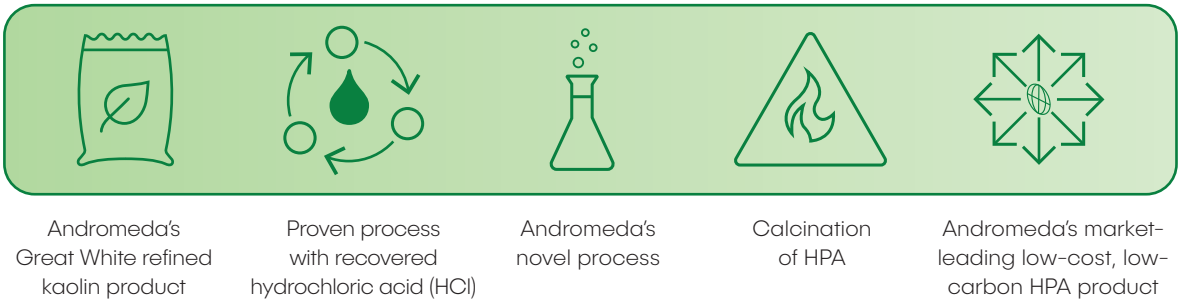 Andromeda's
Great White refined
kaolin product
Proven process
with recovered
hydrochloric acid (HCl)
Andromeda's
novel process
Calcination
of HPA
Andromeda's market-
leading low-cost, low-
carbon HPA product